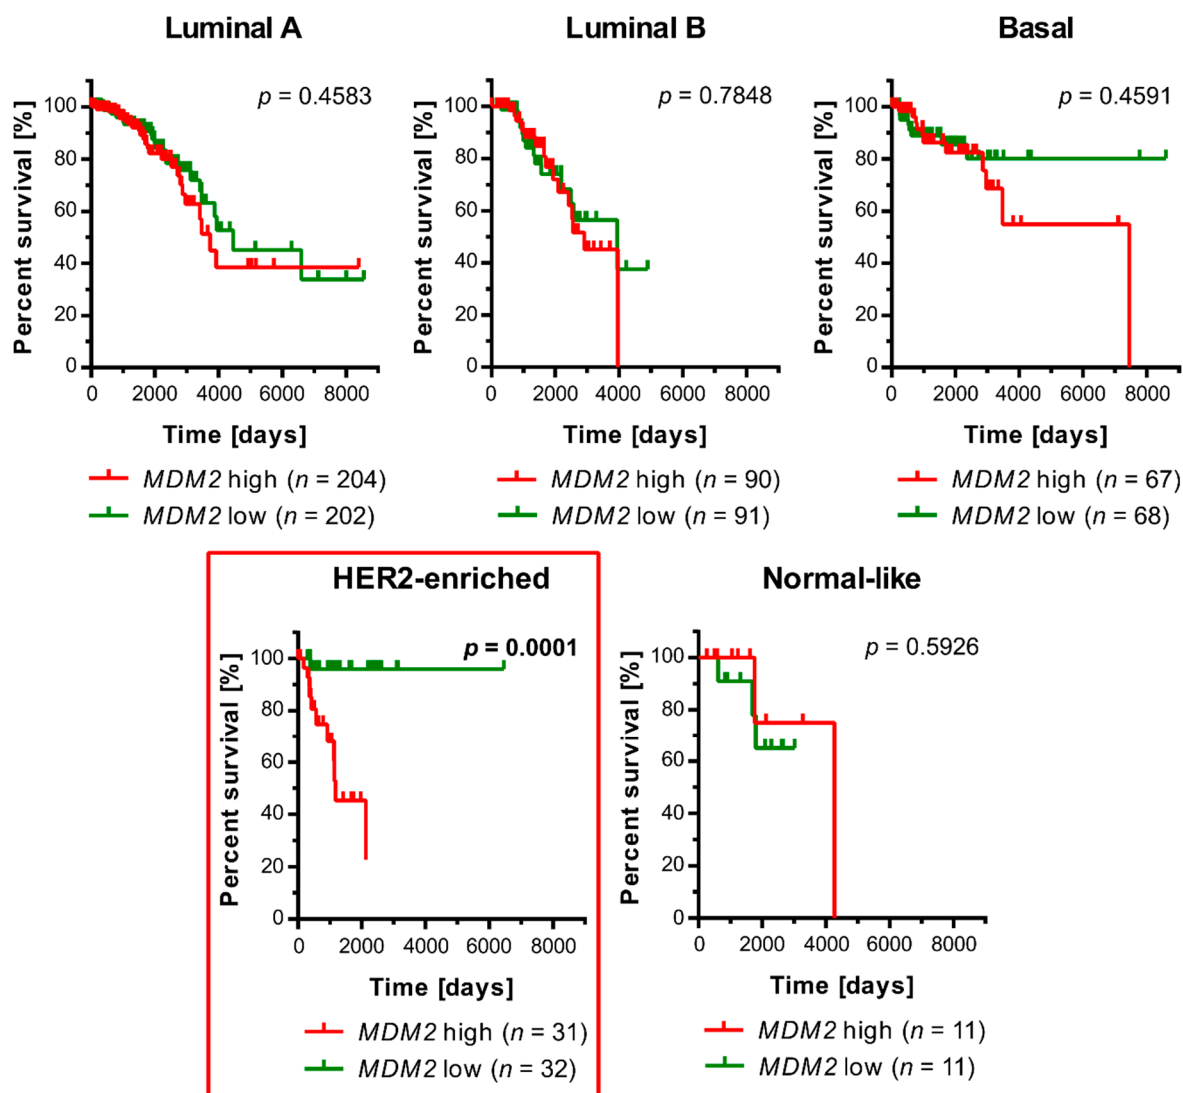 Luminal A
p = 0.4583
Percent survival [%]
100
80
60
40
20
0
0 2000 4000 6000 8000
Time [days]
MDM2 high (n = 204)
MDM2 low (n = 202)
Luminal B
p = 0.7848
Percent survival [%]
100
80
60
40
20
0
0 2000 4000 6000 8000
Time [days]
MDM2 high (n = 90)
MDM2 low (n = 91)
Basal
p = 0.4591
Percent survival [%]
100
80
60
40
20
0
0 2000 4000 6000 8000
Time [days]
MDM2 high (n = 67)
MDM2 low (n = 68)
HER2-enriched
p = 0.0001
Percent survival [%]
100
80
60
40
20
0
0 2000 4000 6000 8000
Time [days]
MDM2 high (n = 31)
MDM2 low (n = 32)
Normal-like
p = 0.5926
Percent survival [%]
100
80
60
40
20
0
0 2000 4000 6000 8000
Time [days]
MDM2 high (n = 11)
MDM2 low (n = 11)